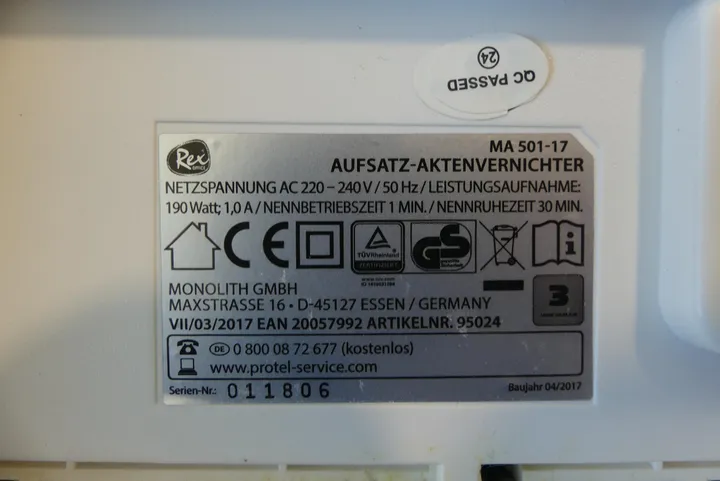 QC PASSED
24
Rex
MA 501-17
AUFSATZ-AKTENVERNICHTER
NETZSPANNUNG AC 220 – 240 V / 50 Hz / LEISTUNGSAUFNAHME:
190 Watt; 1,0 A / NENNBETRIEBSZEIT 1 MIN. / NENNRUHEZEIT 30 MIN.
CE
TÜVRheinland
CERTIFIZIERT
GS
i
MONOLITH GMBH
MAXSTRASSE 16 • D-45127 ESSEN / GERMANY
3
VII/03/2017 EAN 20057992 ARTIKELNR. 95024
DE 0 800 08 72 677 (kostenlos)
www.protel-service.com
Serien-Nr.: 011806
Baujahr 04/2017